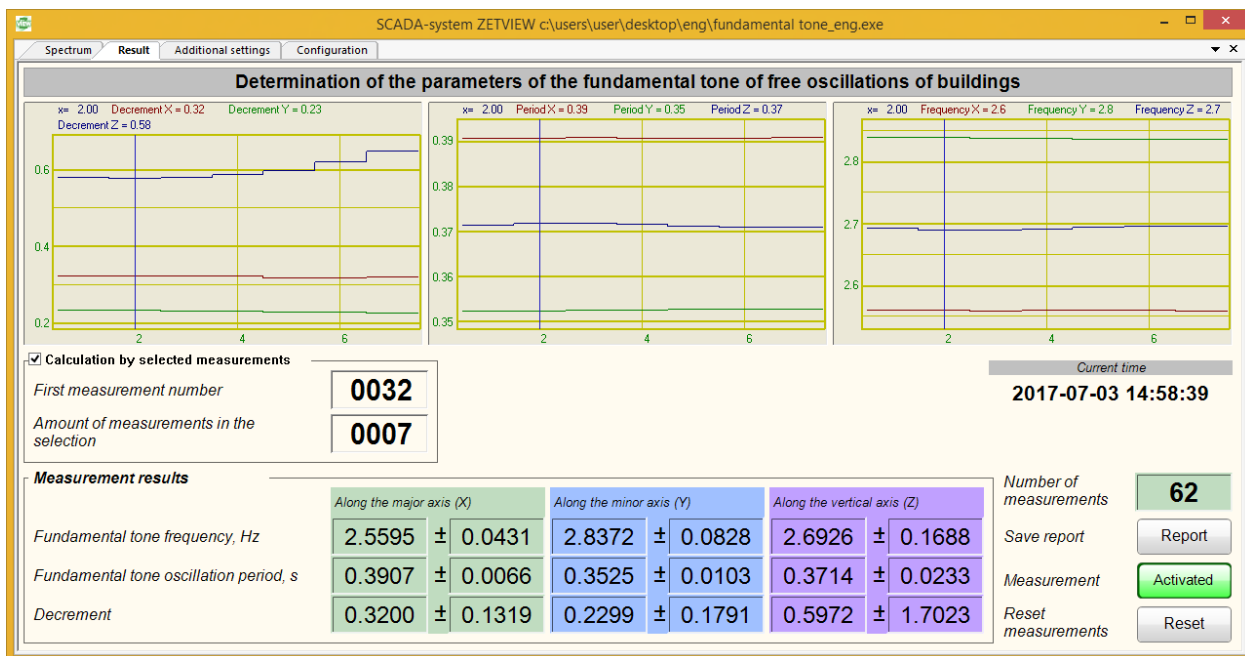 SCADA-system ZETVIEW c:\users\user\desktop\eng\fundamental tone_eng.exe
Spectrum Result Additional settings Configuration
Determination of the parameters of the fundamental tone of free oscillations of buildings
x= 2.00 Decrement X = 0.32 Decrement Y = 0.23
Decrement Z = 0.58
0.6
0.4
0.2
2 4 6
x= 2.00 Period X = 0.39 Period Y = 0.35 Period Z = 0.37
0.39
0.38
0.37
0.36
0.35
2 4 6
x= 2.00 Frequency X = 2.6 Frequency Y = 2.8 Frequency Z = 2.7
2.8
2.7
2.6
2 4 6
Calculation by selected measurements
First measurement number 0032
Amount of measurements in the
selection
0007
Current time
2017-07-03 14:58:39
Measurement results
Along the major axis (X) Along the minor axis (Y) Along the vertical axis (Z)
Fundamental tone frequency, Hz 2.5595 ± 0.0431 2.8372 ± 0.0828 2.6926 ± 0.1688
Fundamental tone oscillation period, s 0.3907 ± 0.0066 0.3525 ± 0.0103 0.3714 ± 0.0233
Decrement 0.3200 ± 0.1319 0.2299 ± 0.1791 0.5972 ± 1.7023
Number of
measurements
62
Save report Report
Measurement Activated
Reset
measurements
Reset